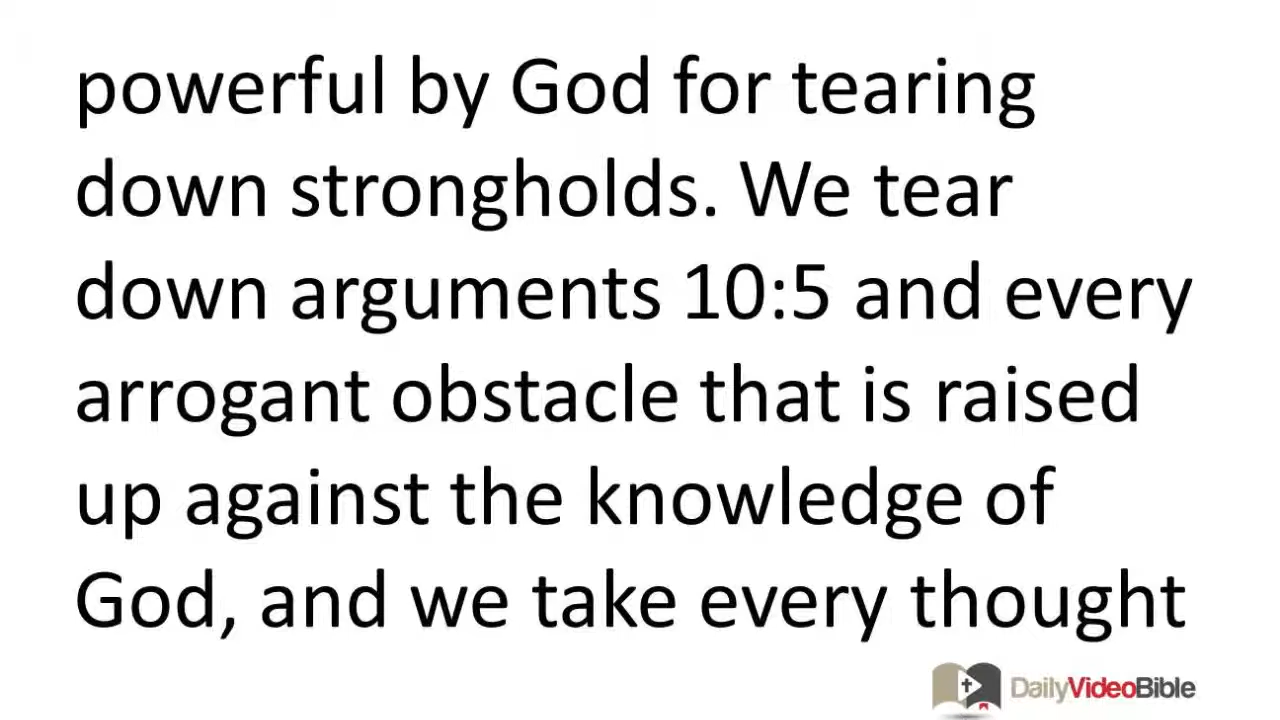 powerful by God for tearing
down strongholds. We tear
down arguments 10:5 and every
arrogant obstacle that is raised
up against the knowledge of
God, and we take every thought
DailyVideoBible